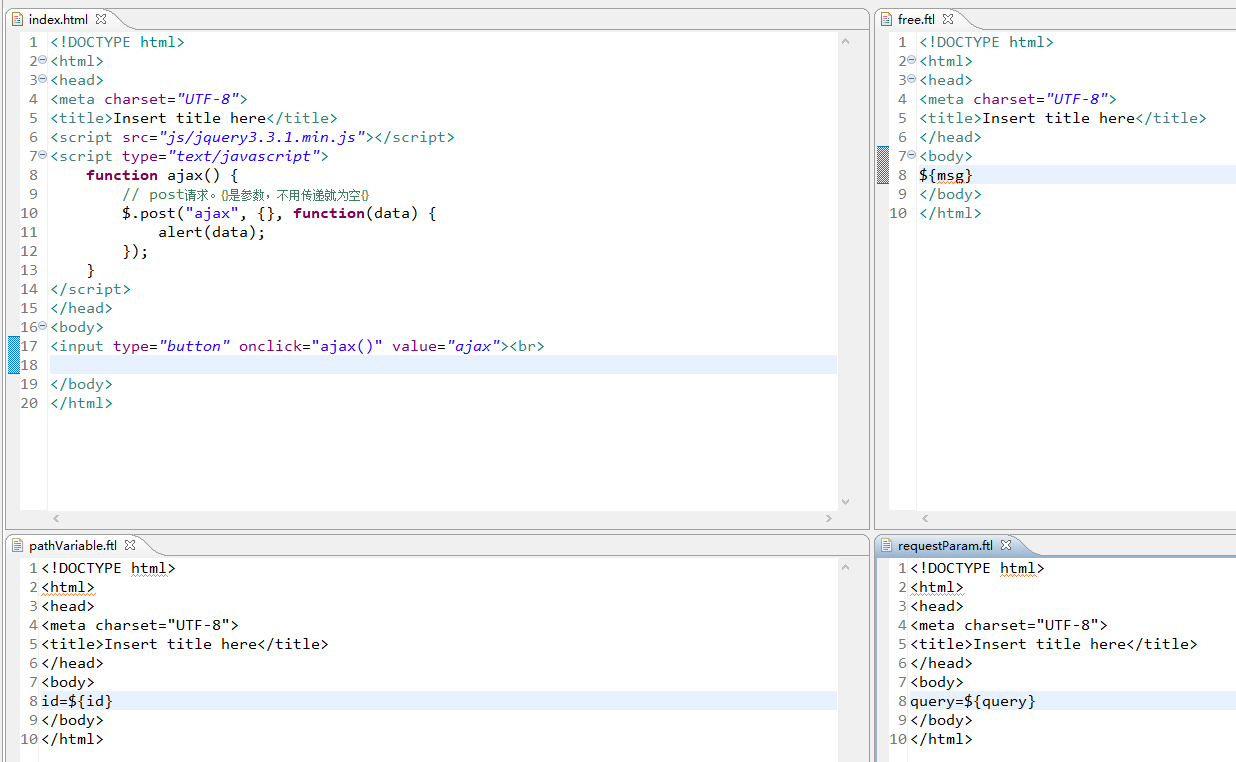 index.html
1 <!DOCTYPE html>
2 <html>
3 <head>
4 <meta charset="UTF-8">
5 <title>Insert title here</title>
6 <script src="js/jquery3.3.1.min.js"></script>
7 <script type="text/javascript">
8     function ajax() {
9         // post请求。{}是参数，不用传递就为空{}
10         $.post("ajax", {}, function(data) {
11             alert(data);
12         });
13     }
14 </script>
15 </head>
16 <body>
17 <input type="button" onclick="ajax()" value="ajax"><br>
18
19 </body>
20 </html>
free.ftl
1 <!DOCTYPE html>
2 <html>
3 <head>
4 <meta charset="UTF-8">
5 <title>Insert title here</title>
6 </head>
7 <body>
8 ${msg}
9 </body>
10 </html>
pathVariable.ftl
1 <!DOCTYPE html>
2 <html>
3 <head>
4 <meta charset="UTF-8">
5 <title>Insert title here</title>
6 </head>
7 <body>
8 id=${id}
9 </body>
10 </html>
requestParam.ftl
1 <!DOCTYPE html>
2 <html>
3 <head>
4 <meta charset="UTF-8">
5 <title>Insert title here</title>
6 </head>
7 <body>
8 query=${query}
9 </body>
10 </html>